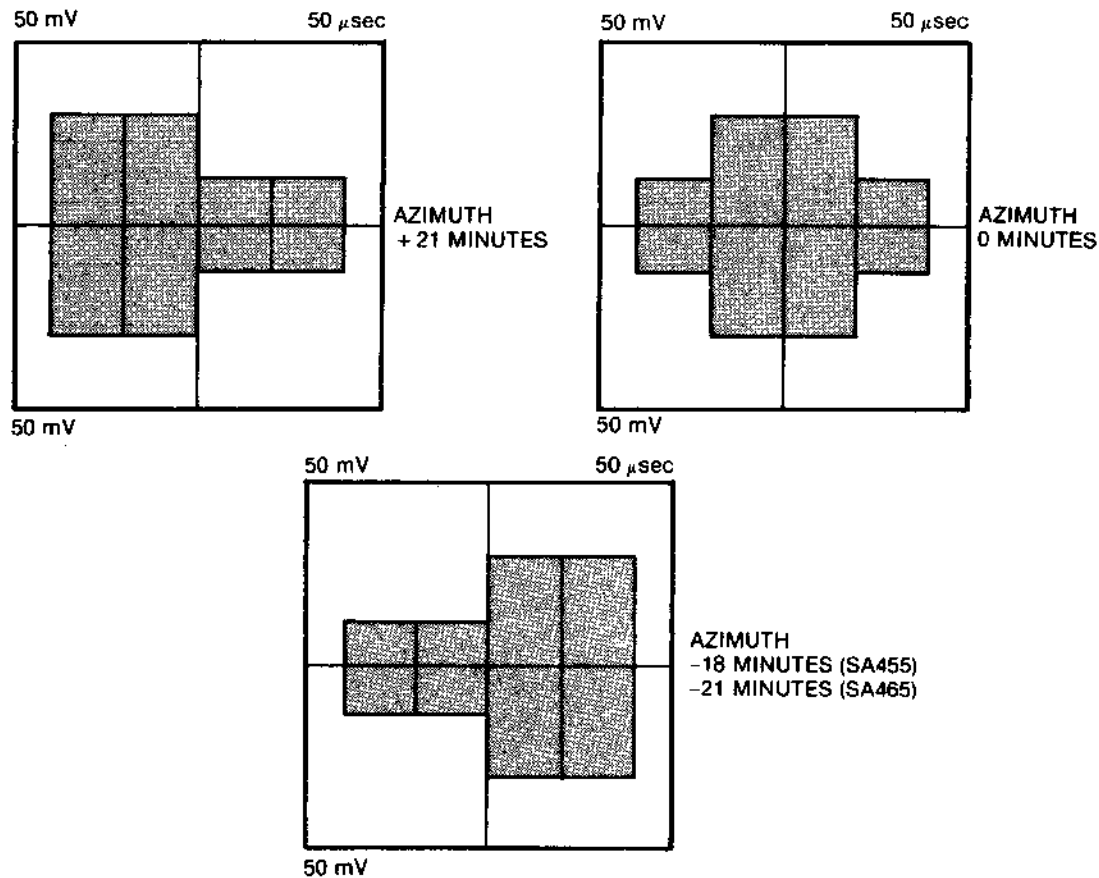 50 mV 50 μsec
AZIMUTH
+ 21 MINUTES
50 mV
50 mV 50 μsec
AZIMUTH
0 MINUTES
50 mV
50 mV 50 μsec
AZIMUTH
–18 MINUTES (SA455)
–21 MINUTES (SA465)
50 mV